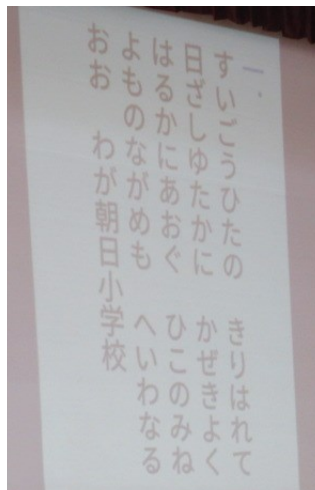 一.
すいごうひたの　きりはれて
日ざしゆたかに　かぜきよく
はるかにあおぐ　ひこのみね
よものながめも　へいわなる
おお　わが朝日小学校